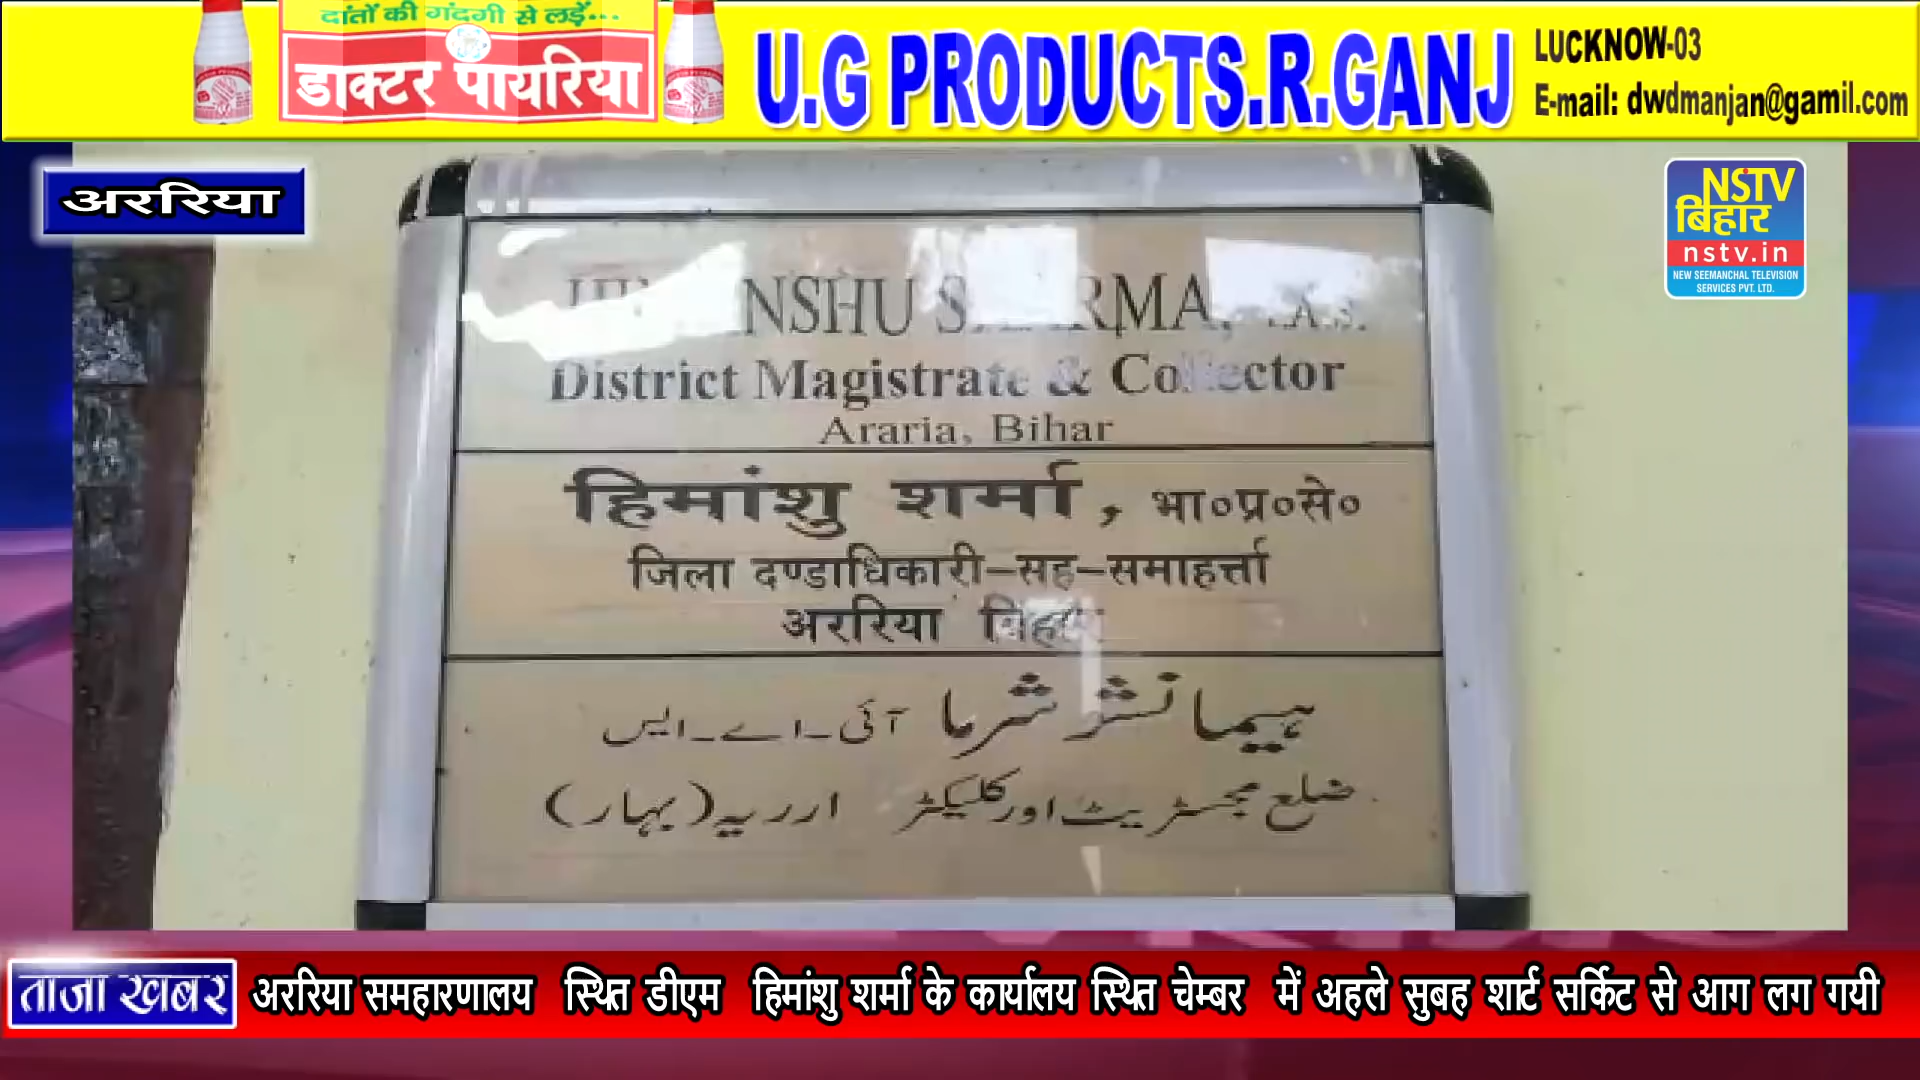 दांतों की गंदगी से लड़ें...
डाक्टर पायरिया
U.G PRODUCTS.R.GANJ
LUCKNOW-03
E-mail: dwdmanjan@gamil.com
अररिया
NSTV
बिहार
nstv.in
NEW SEEMANCHAL TELEVISION
SERVICES PVT. LTD.
District Magistrate & Collector
Araria, Bihar
हिमांशु शर्मा, भा०प्र०से०
जिला दण्डाधिकारी-सह-समाहर्त्ता
अररिया बिहार
ہیمانشو شرما آئی-اے-ایس
ضلع مجسٹریٹ اور کلیکٹر ارریہ (بہار)
ताजा खबर
अररिया समहारणालय स्थित डीएम हिमांशु शर्मा के कार्यालय स्थित चेम्बर में अहले सुबह शार्ट सर्किट से आग लग गयी